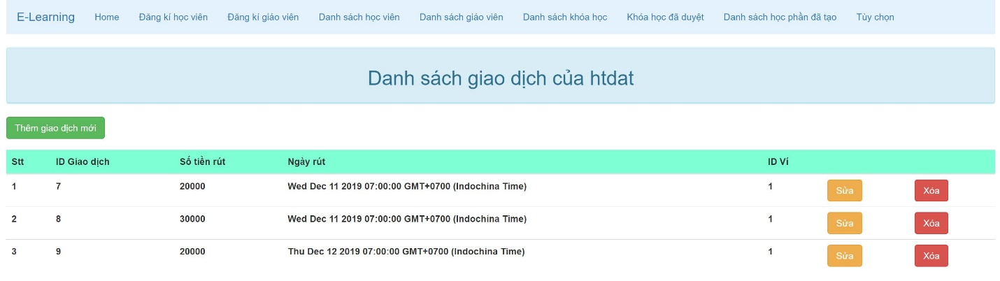 E-Learning Home Đăng kí học viên Đăng kí giáo viên Danh sách học viên Danh sách giáo viên Danh sách khóa học Khóa học đã duyệt Danh sách học phần đã tạo Tùy chọn
Danh sách giao dịch của htdat
Thêm giao dịch mới
Stt ID Giao dịch Số tiền rút Ngày rút ID Ví
1 7 20000 Wed Dec 11 2019 07:00:00 GMT+0700 (Indochina Time) 1 Sửa Xóa
2 8 30000 Wed Dec 11 2019 07:00:00 GMT+0700 (Indochina Time) 1 Sửa Xóa
3 9 20000 Thu Dec 12 2019 07:00:00 GMT+0700 (Indochina Time) 1 Sửa Xóa